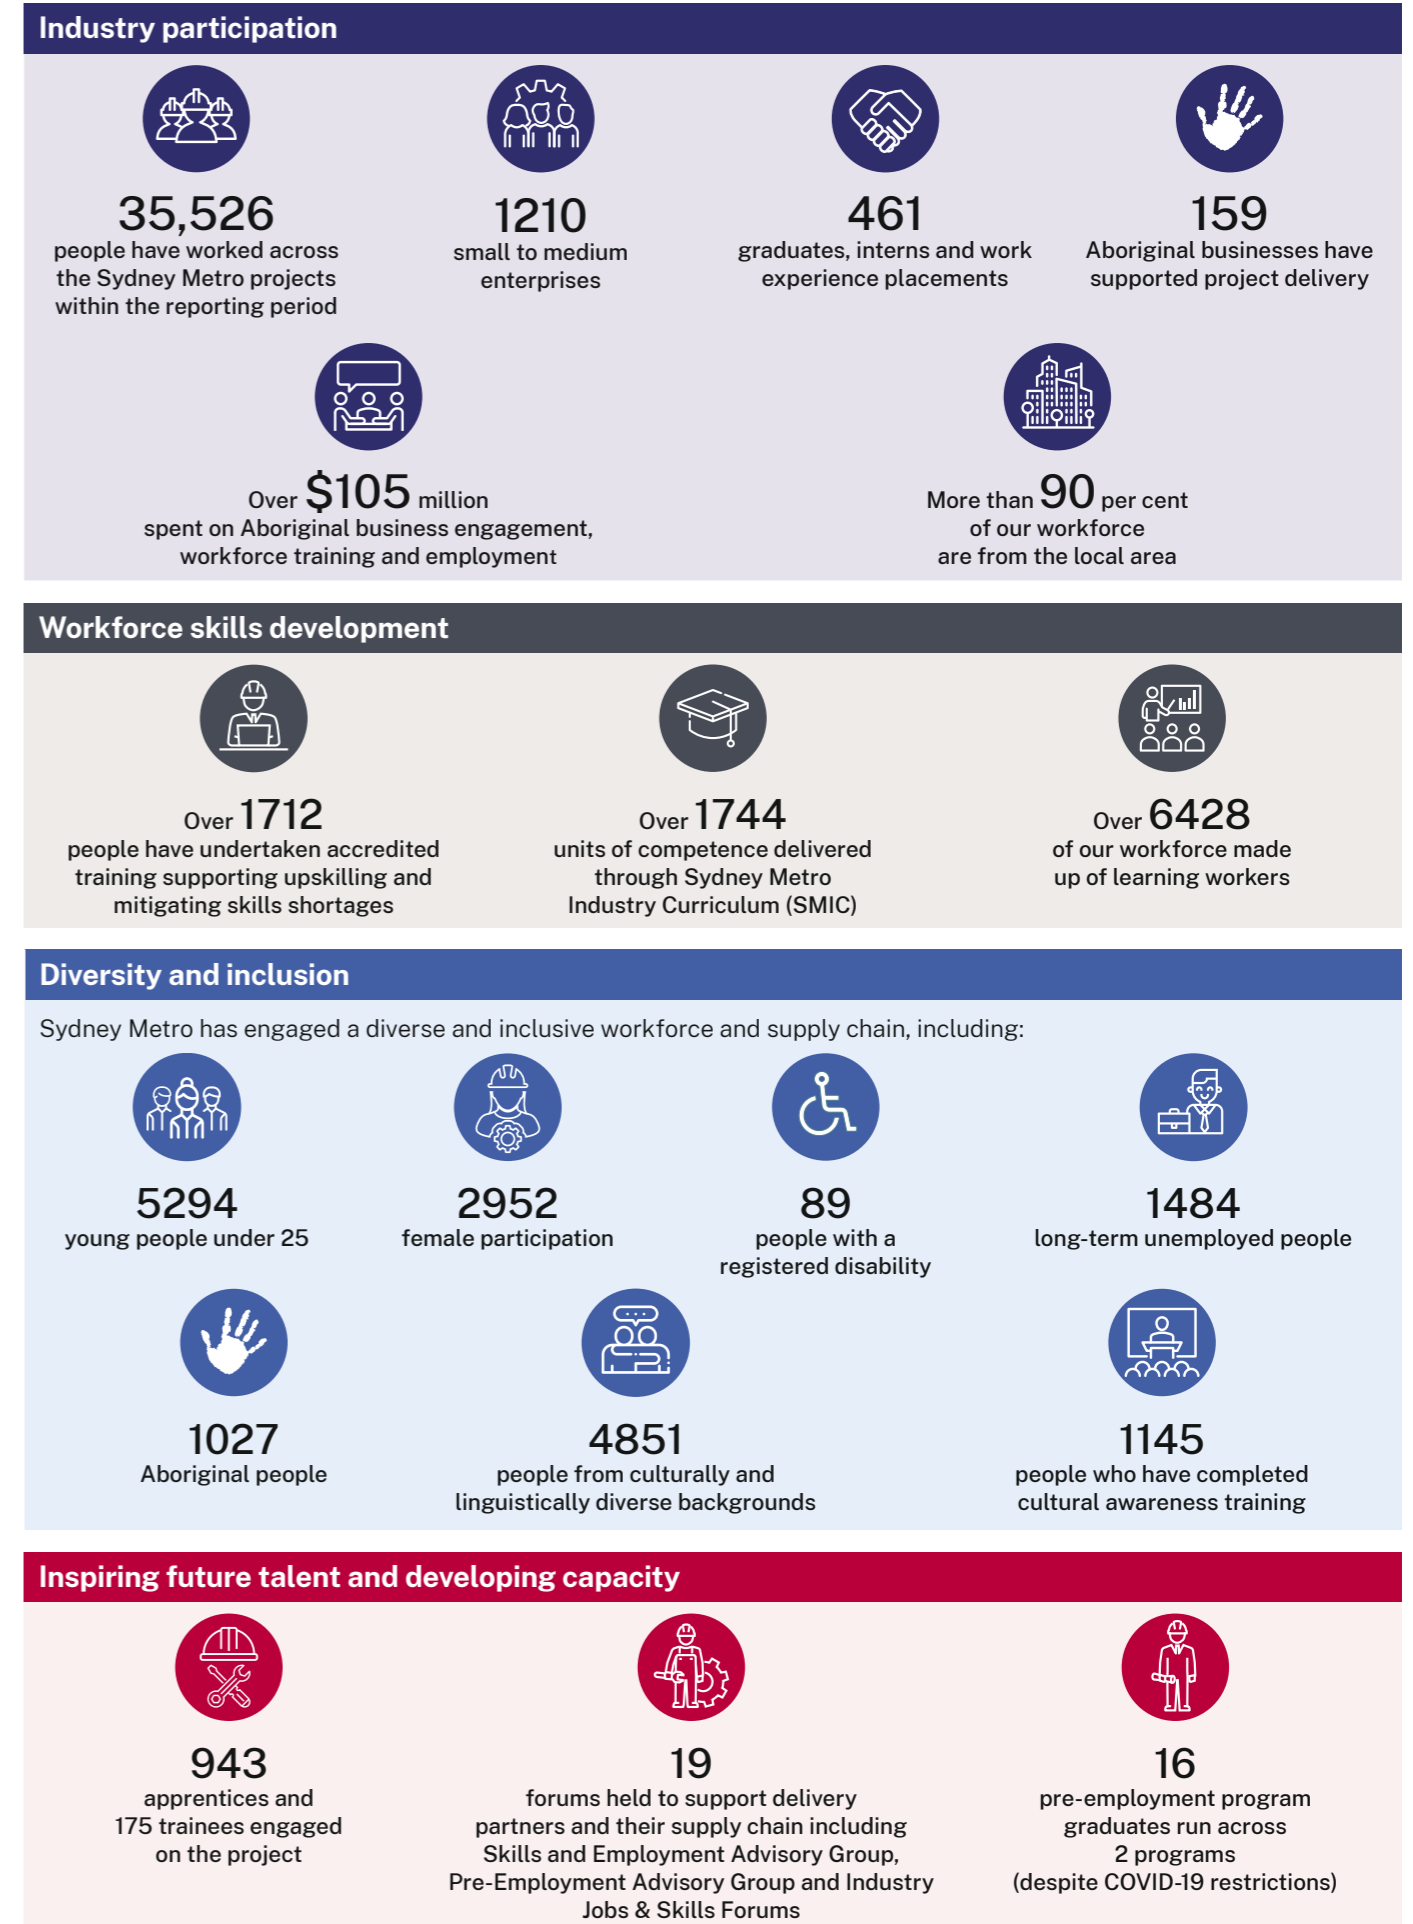 Industry participation
35,526
people have worked across
the Sydney Metro projects
within the reporting period
1210
small to medium
enterprises
461
graduates, interns and work
experience placements
159
Aboriginal businesses have
supported project delivery
Over $105 million
spent on Aboriginal business engagement,
workforce training and employment
More than 90 per cent
of our workforce
are from the local area
Workforce skills development
Over 1712
people have undertaken accredited
training supporting upskilling and
mitigating skills shortages
Over 1744
units of competence delivered
through Sydney Metro
Industry Curriculum (SMIC)
Over 6428
of our workforce made
up of learning workers
Diversity and inclusion
Sydney Metro has engaged a diverse and inclusive workforce and supply chain, including:
5294
young people under 25
2952
female participation
89
people with a
registered disability
1484
long-term unemployed people
1027
Aboriginal people
4851
people from culturally and
linguistically diverse backgrounds
1145
people who have completed
cultural awareness training
Inspiring future talent and developing capacity
943
apprentices and
175 trainees engaged
on the project
19
forums held to support delivery
partners and their supply chain including
Skills and Employment Advisory Group,
Pre-Employment Advisory Group and Industry
Jobs & Skills Forums
16
pre-employment program
graduates run across
2 programs
(despite COVID-19 restrictions)